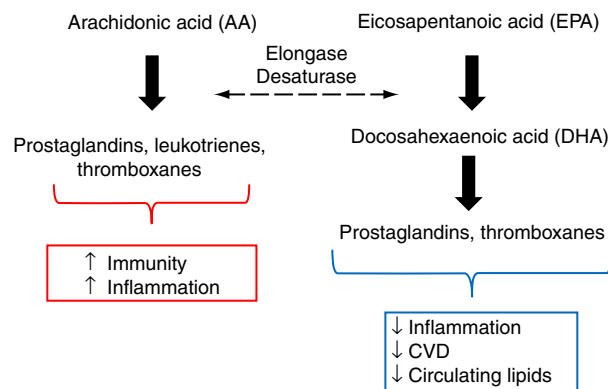 Arachidonic acid (AA)
Eicosapentanoic acid (EPA)
Elongase
Desaturase
Prostaglandins, leukotrienes,
thromboxanes
Docosahexaenoic acid (DHA)
Prostaglandins, thromboxanes
↑ Immunity
↑ Inflammation
↓ Inflammation
↓ CVD
↓ Circulating lipids